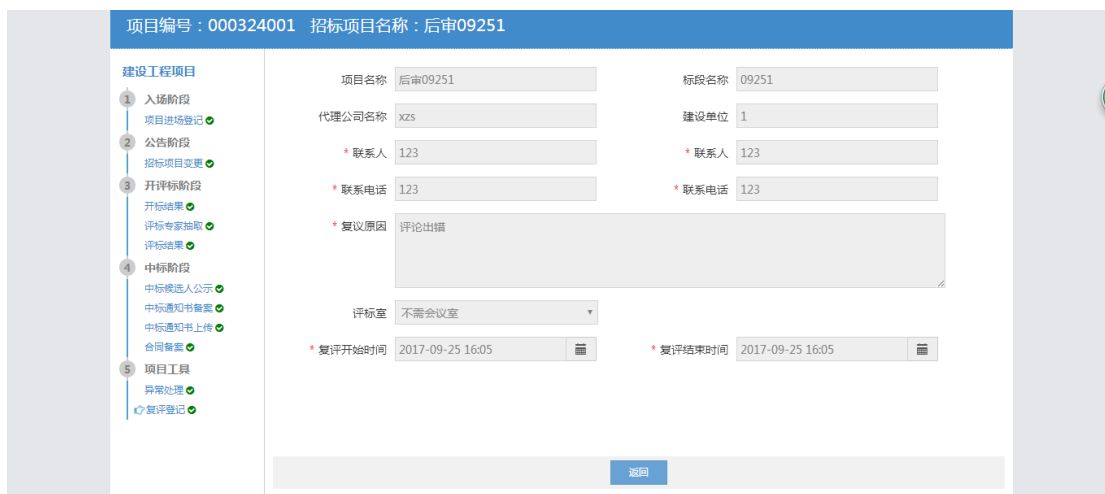 项目编号：000324001 招标项目名称：后审09251
建设工程项目
1 入场阶段
项目进场登记
2 公告阶段
招标项目变更
3 开评标阶段
开标结果
评标专家抽取
评标结果
4 中标阶段
中标候选人公示
中标通知书备案
中标通知书上传
合同备案
5 项目工具
异常处理
复评登记
项目名称 后审09251 标段名称 09251
代理公司名称 xzs 建设单位 1
* 联系人 123 * 联系人 123
* 联系电话 123 * 联系电话 123
* 复议原因 评论出错
评标室 不需会议室
* 复评开始时间 2017-09-25 16:05 * 复评结束时间 2017-09-25 16:05
返回